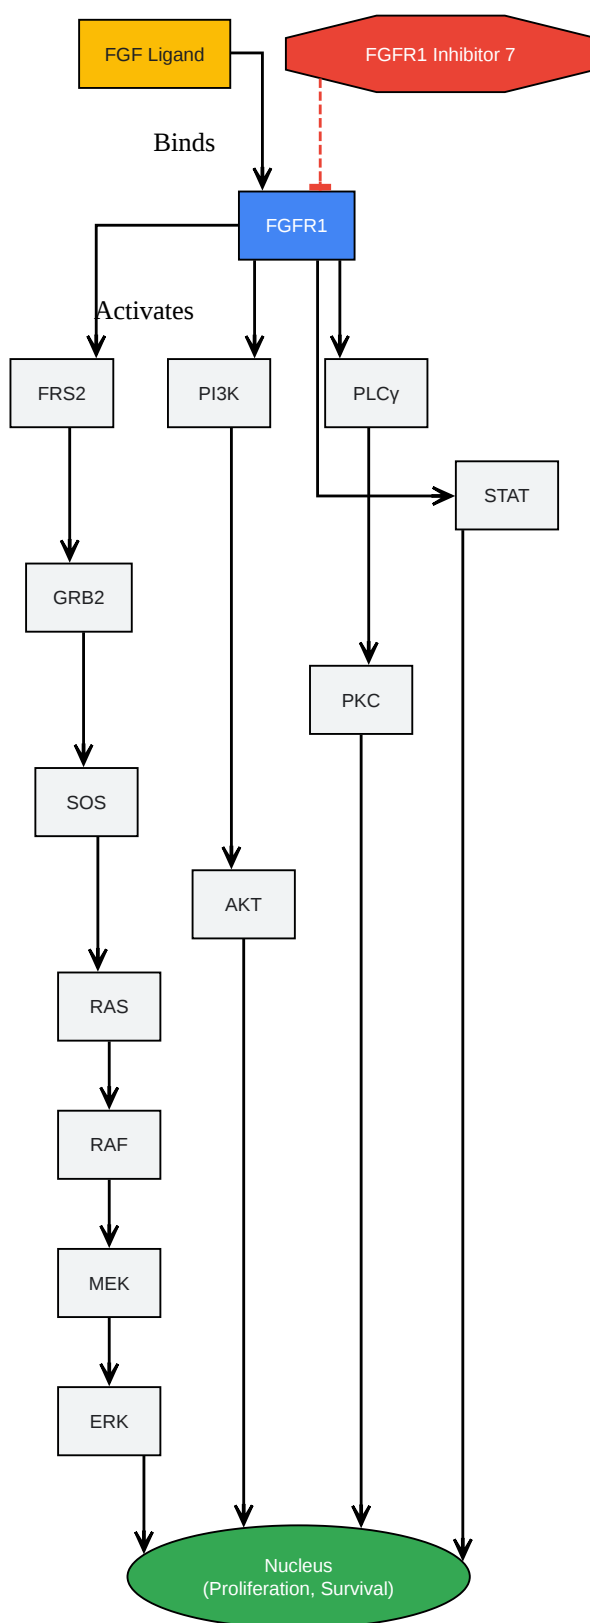 FGF Ligand
FGFR1 Inhibitor 7
Binds
FGFR1
Activates
FRS2
PI3K
PLCγ
STAT
GRB2
PKC
SOS
AKT
RAS
RAF
MEK
ERK
Nucleus
(Proliferation, Survival)